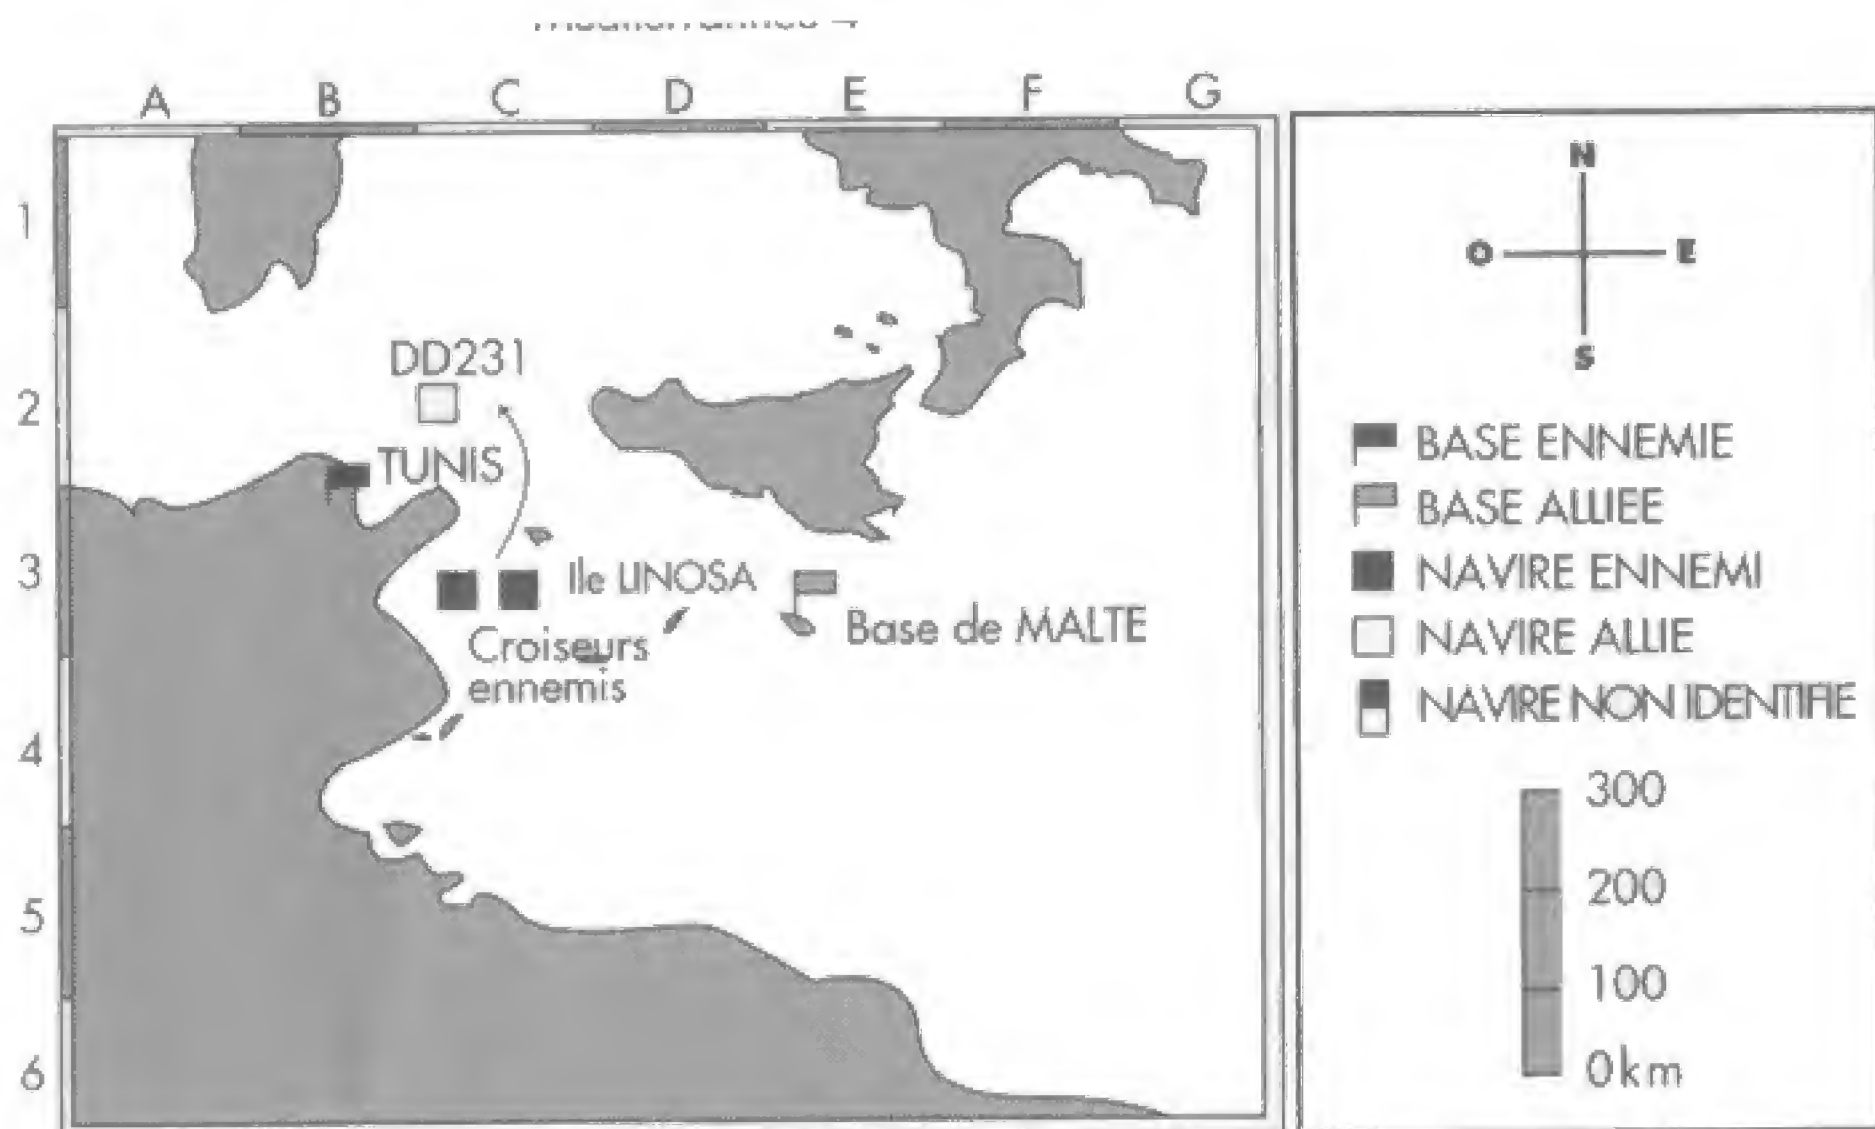 A B C D E F G
1
2
3
4
5
6
DD231
TUNIS
Ile LINOSA
Base de MALTE
Croiseurs
ennemis
N
O E
S
BASE ENNEMIE
BASE ALLIEE
NAVIRE ENNEMI
NAVIRE ALLIE
NAVIRE NON IDENTIFIE
300
200
100
0km